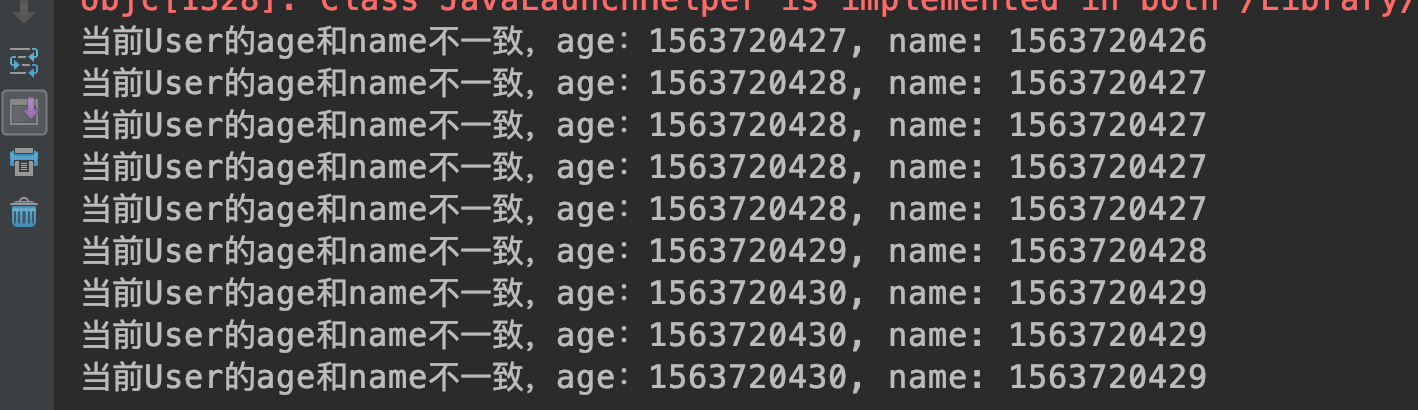 objc[1328]: Class JavaLaunchHelper is implemented in both /Library/
当前User的age和name不一致，age：1563720427, name: 1563720426
当前User的age和name不一致，age：1563720428, name: 1563720427
当前User的age和name不一致，age：1563720428, name: 1563720427
当前User的age和name不一致，age：1563720428, name: 1563720427
当前User的age和name不一致，age：1563720428, name: 1563720427
当前User的age和name不一致，age：1563720429, name: 1563720428
当前User的age和name不一致，age：1563720430, name: 1563720429
当前User的age和name不一致，age：1563720430, name: 1563720429
当前User的age和name不一致，age：1563720430, name: 1563720429